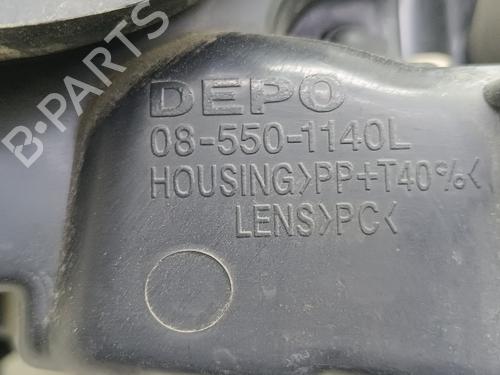 B-PARTS
DEPO
08-550-1140L
HOUSING>PP+T40%<
LENS>PC<